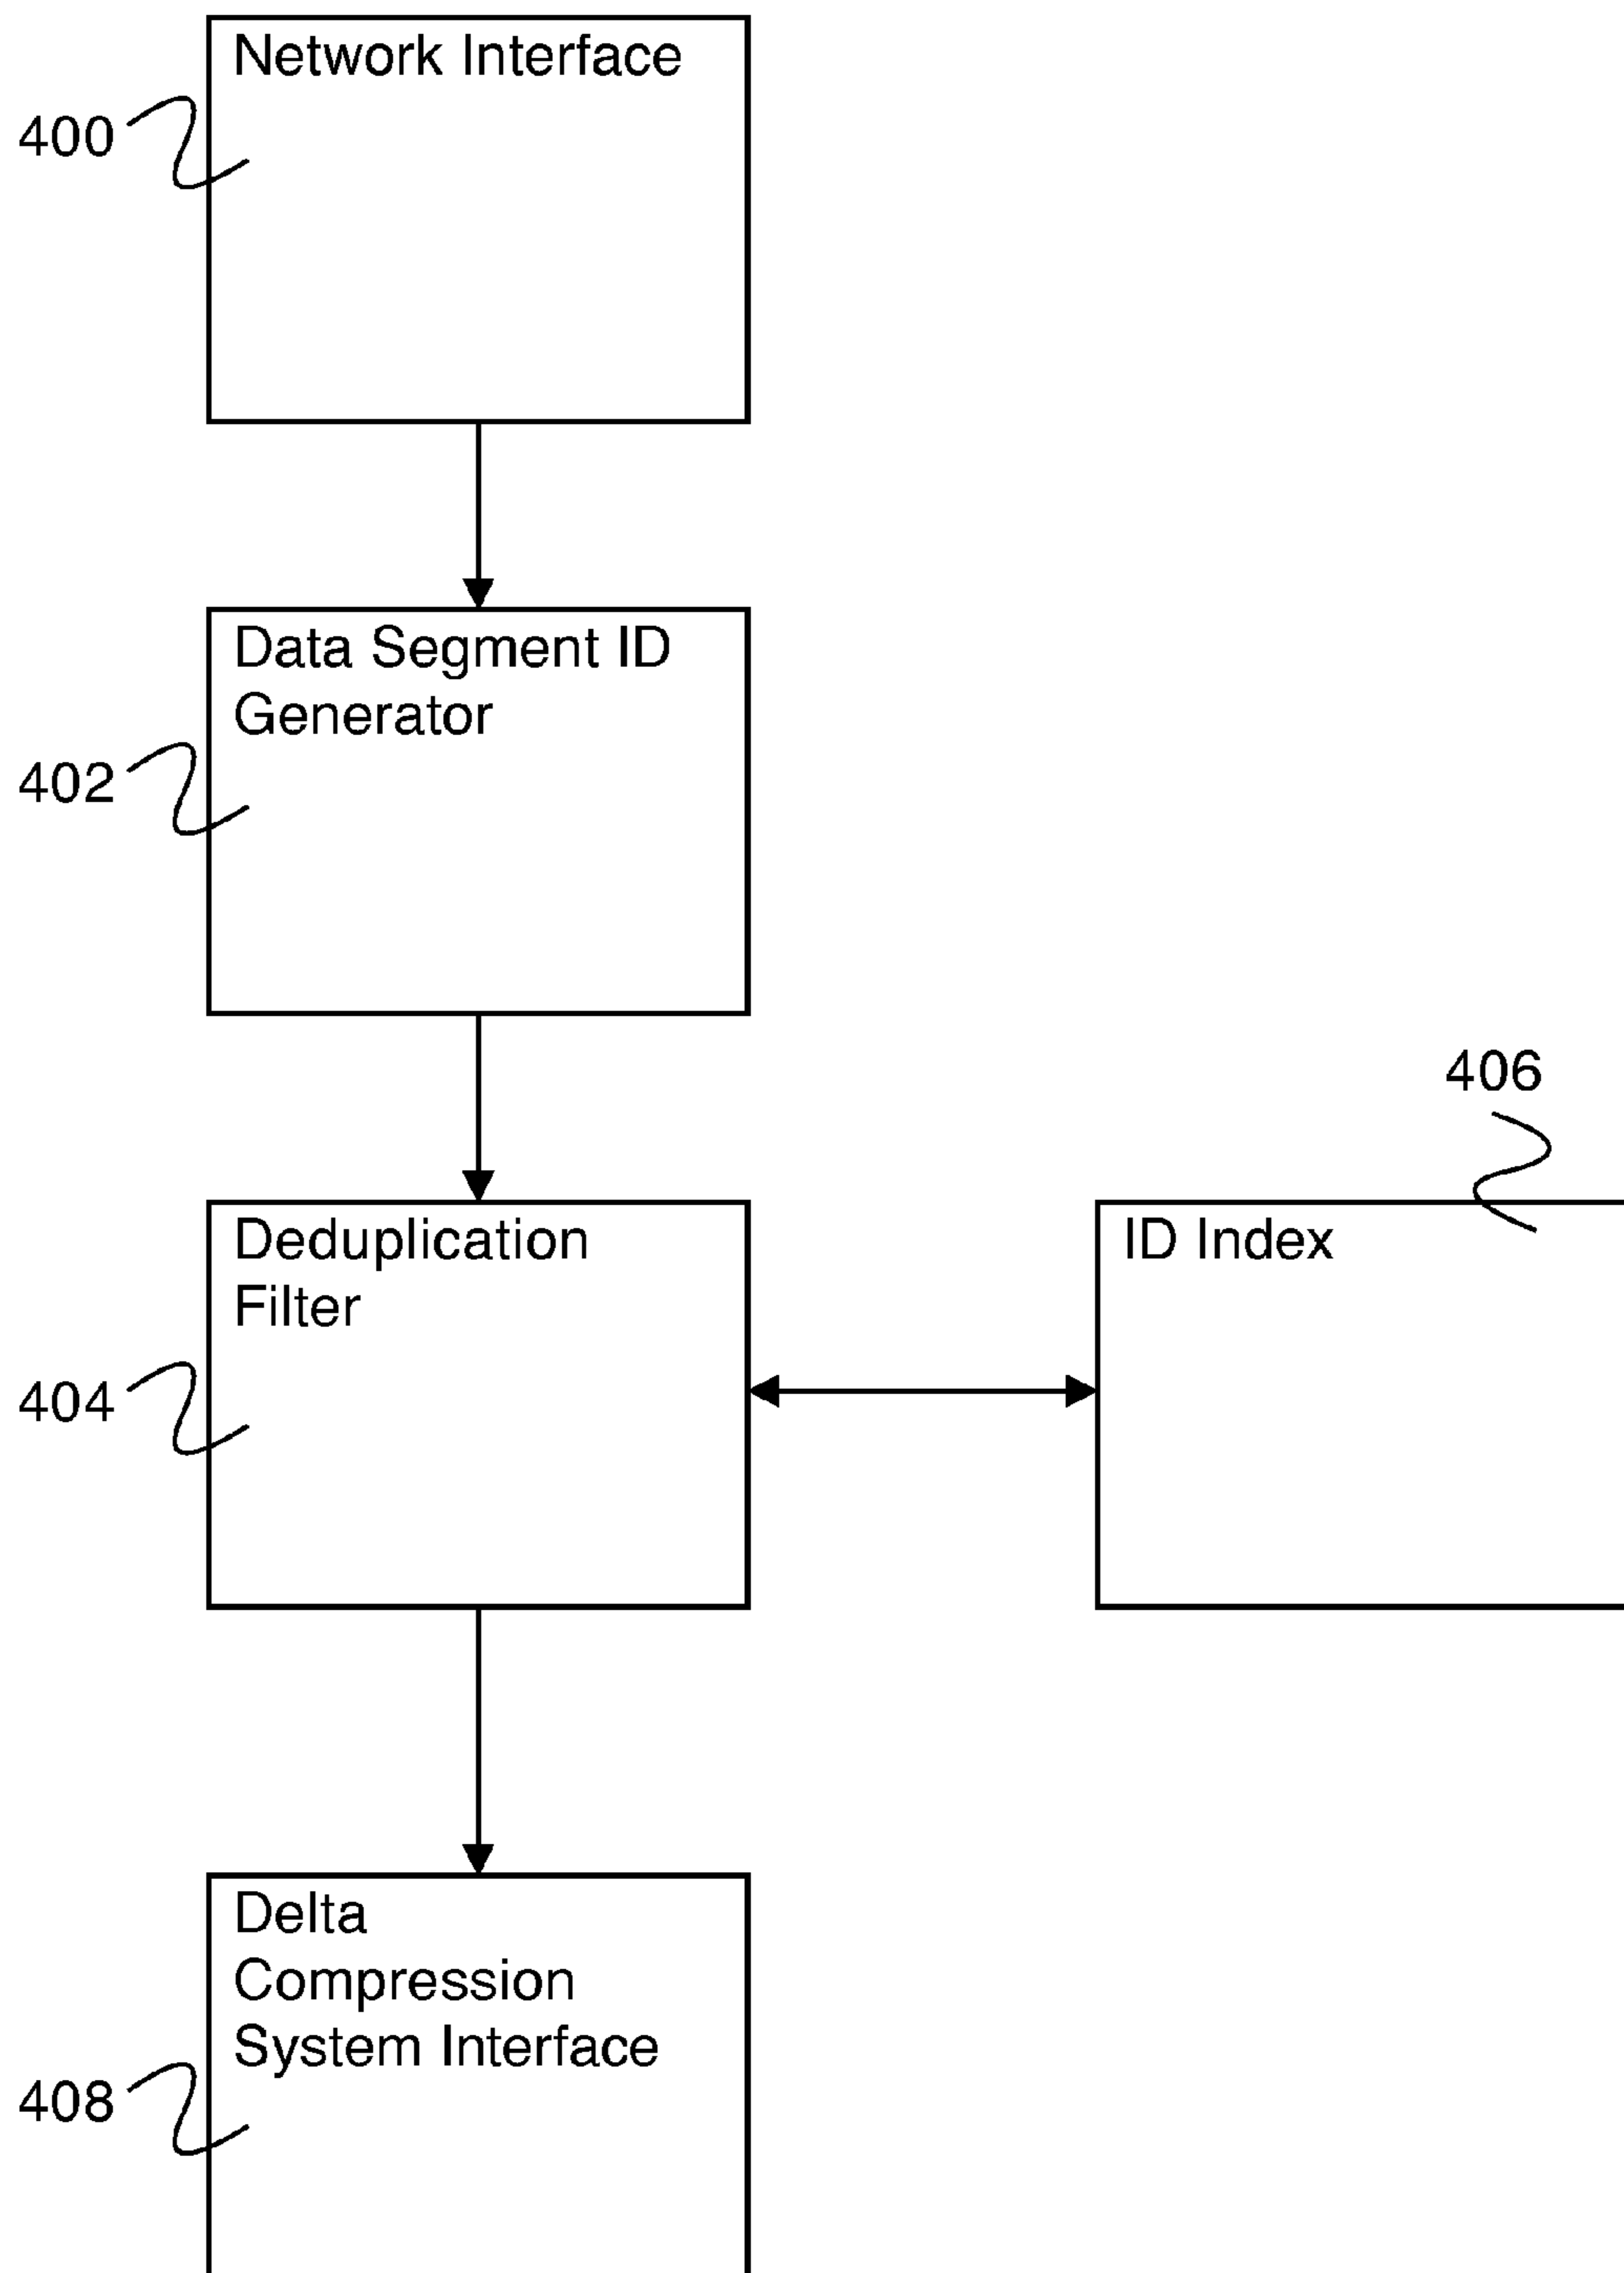 Network Interface
400
Data Segment ID
Generator
402
406
Deduplication
Filter
ID Index
404
Delta
Compression
System Interface
408